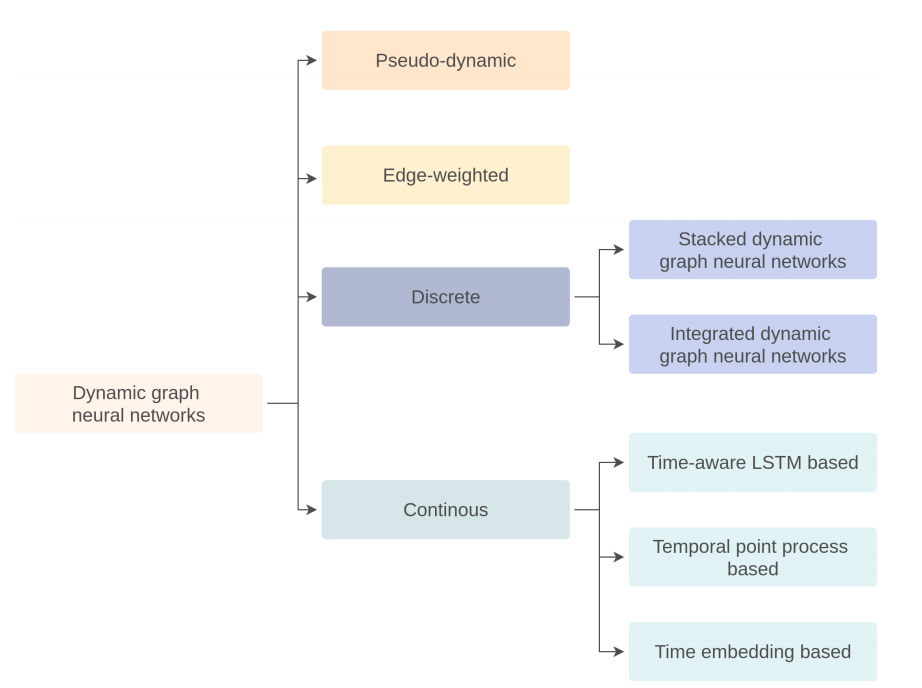 Pseudo-dynamic
Edge-weighted
Discrete
Stacked dynamic
graph neural networks
Integrated dynamic
graph neural networks
Dynamic graph
neural networks
Continous
Time-aware LSTM based
Temporal point process
based
Time embedding based